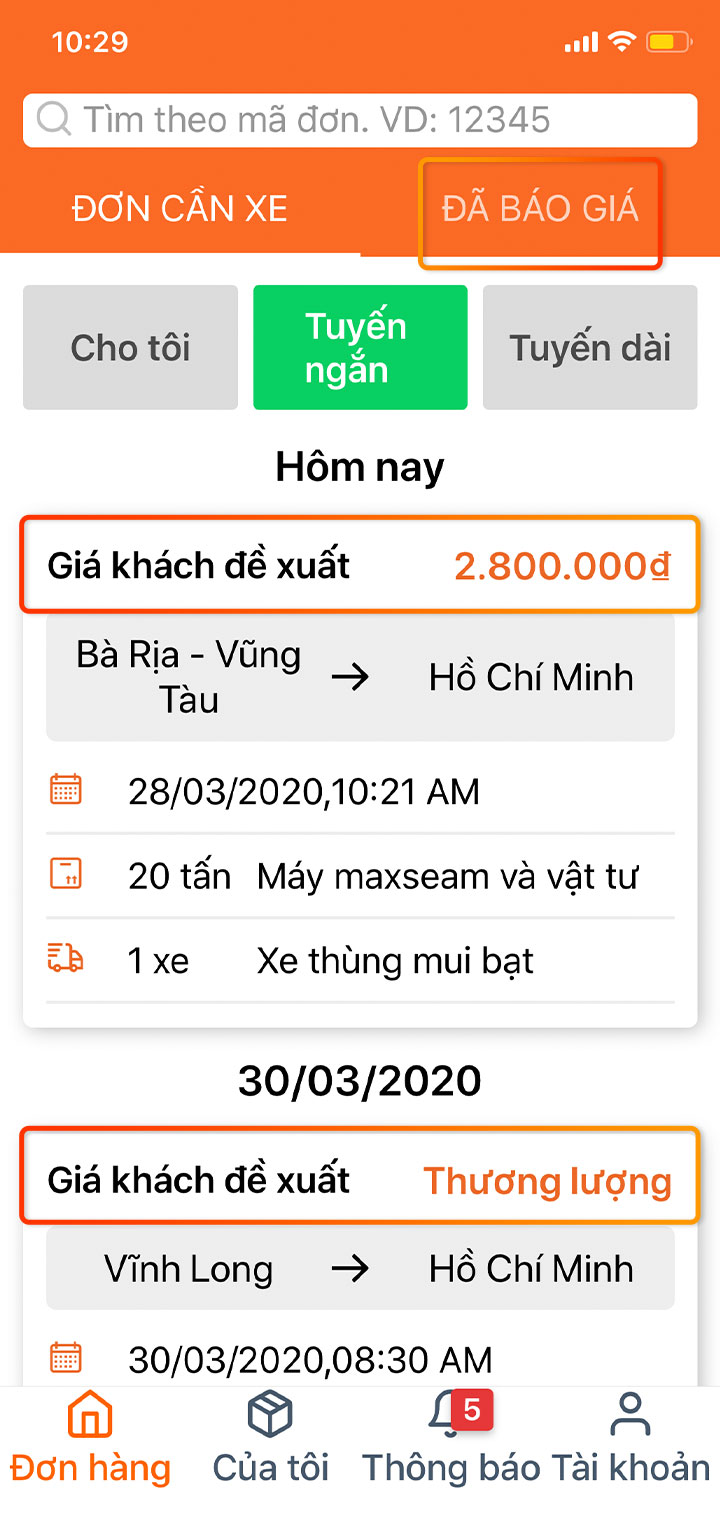 10:29
Tìm theo mã đơn. VD: 12345
ĐƠN CẦN XE
ĐÃ BÁO GIÁ
Cho tôi
Tuyến
ngắn
Tuyến dài
Hôm nay
Giá khách đề xuất 2.800.000₫
Bà Rịa - Vũng
Tàu
Hồ Chí Minh
28/03/2020,10:21 AM
20 tấn Máy maxseam và vật tư
1 xe Xe thùng mui bạt
30/03/2020
Giá khách đề xuất Thương lượng
Vĩnh Long → Hồ Chí Minh
30/03/2020,08:30 AM
5
Đơn hàng Của tôi Thông báo Tài khoản